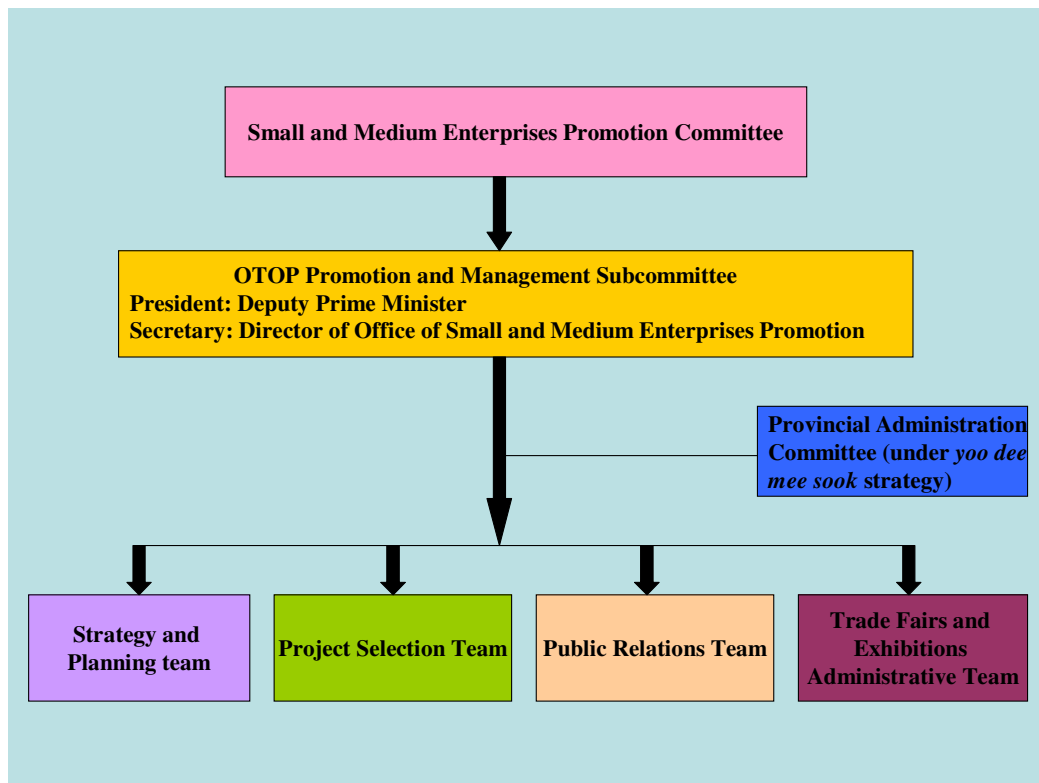 Small and Medium Enterprises Promotion Committee
OTOP Promotion and Management Subcommittee
President: Deputy Prime Minister
Secretary: Director of Office of Small and Medium Enterprises Promotion
Provincial Administration
Committee (under yoo dee
mee sook strategy)
Strategy and
Planning team
Project Selection Team
Public Relations Team
Trade Fairs and
Exhibitions
Administrative Team